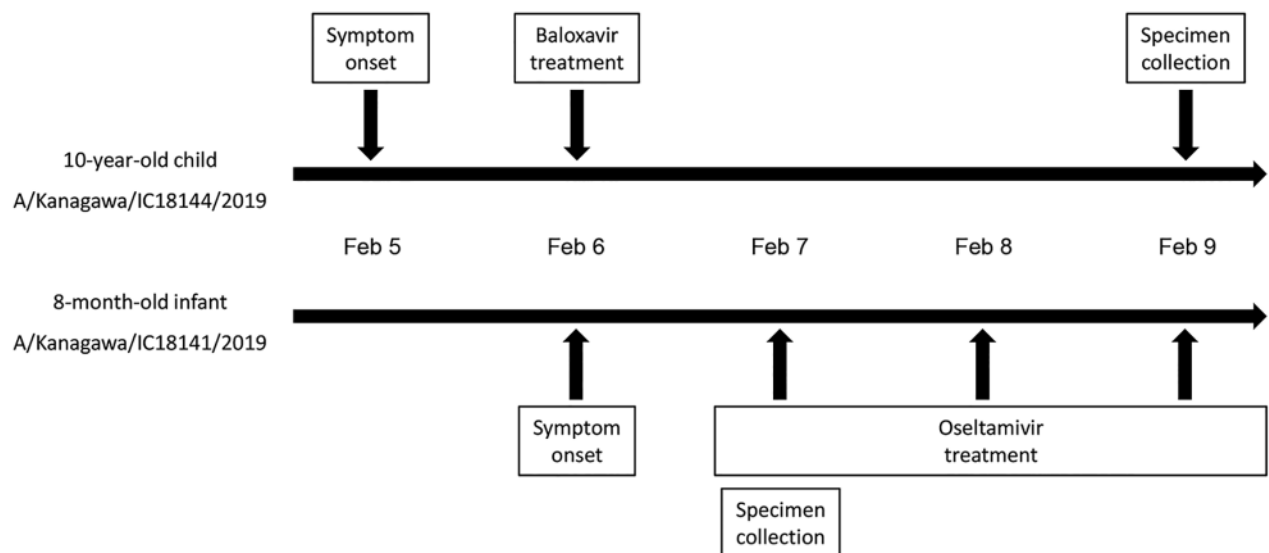 Symptom
onset
Baloxavir
treatment
Specimen
collection
10-year-old child
A/Kanagawa/IC18144/2019
Feb 5
Feb 6
Feb 7
Feb 8
Feb 9
8-month-old infant
A/Kanagawa/IC18141/2019
Symptom
onset
Oseltamivir
treatment
Specimen
collection